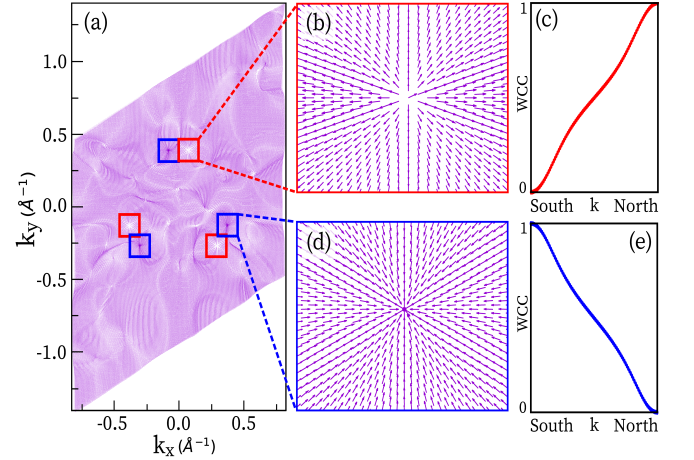 (a)
1.0
0.5
0.0
-0.5
-1.0
k_y (Å⁻¹)
-0.5 0.0 0.5
k_x (Å⁻¹)
(b)
(c)
1
WCC
0
South k North
(d)
(e)
1
WCC
0
South k North